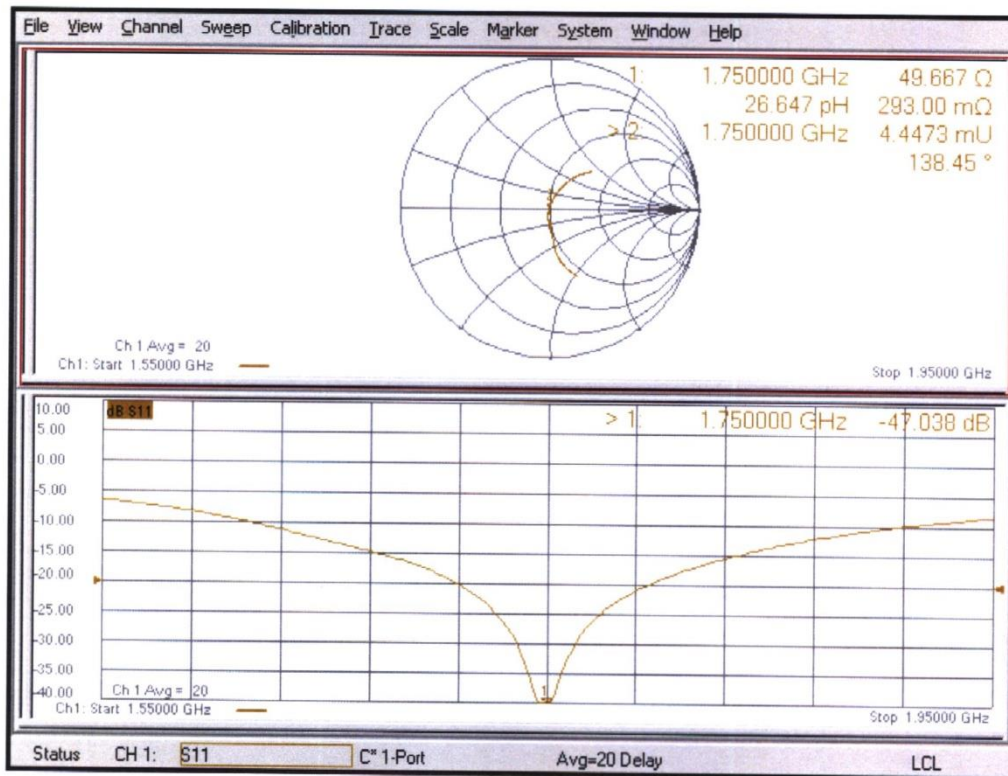 File View Channel Sweep Calibration Trace Scale Marker System Window Help
1: 1.750000 GHz 49.667 Ω
26.647 pH 293.00 mΩ
> 2: 1.750000 GHz 4.4473 mU
138.45 °
Ch 1 Avg = 20
Ch1: Start 1.55000 GHz
Stop 1.95000 GHz
10.00
dB S11
> 1: 1.750000 GHz -47.038 dB
5.00
0.00
-5.00
-10.00
-15.00
-20.00
-25.00
-30.00
-35.00
-40.00
1
Ch 1 Avg = 20
Ch1: Start 1.55000 GHz
Stop 1.95000 GHz
Status CH 1: S11 C* 1-Port Avg=20 Delay LCL